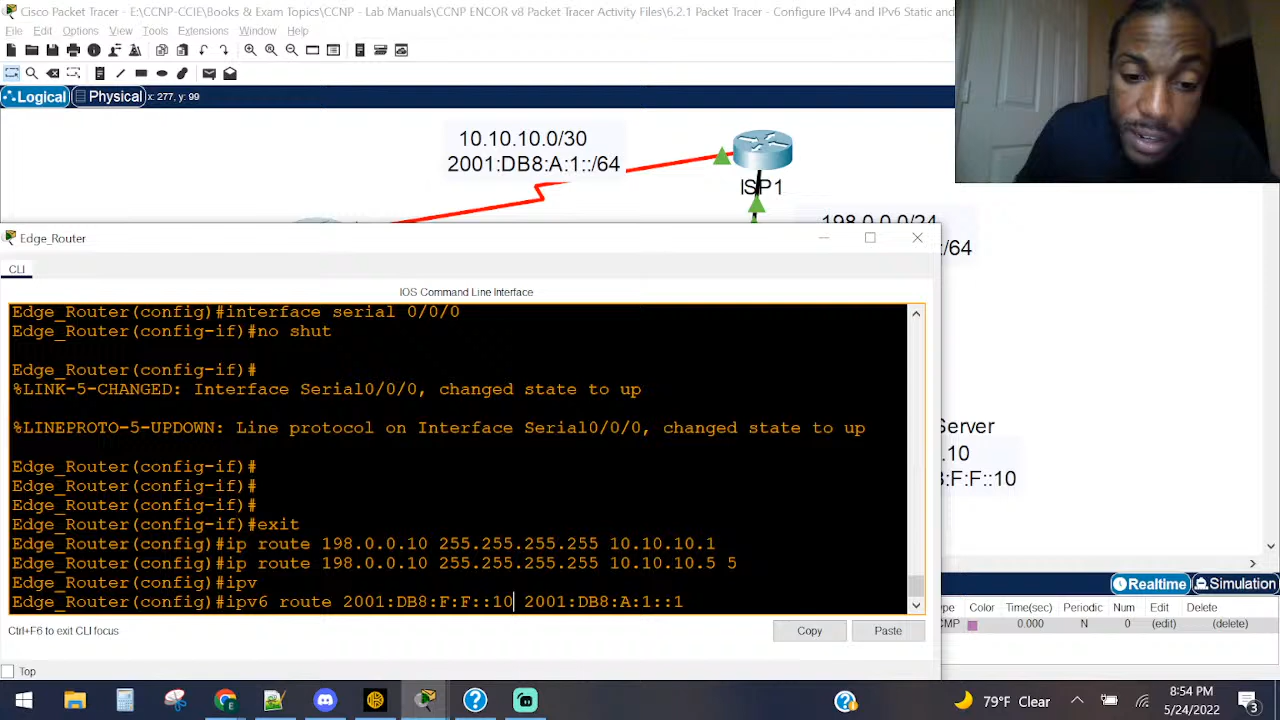 Cisco Packet Tracer - E:\CCNP-CCIE\Books & Exam Topics\CCNP - Lab Manuals\CCNP ENCOR v8 Packet Tracer Activity Files\6.2.1 Packet Tracer - Configure IPv4 and IPv6 Static and
File Edit Options View Tools Extensions Window Help
Logical Physical x: 277, y: 99
10.10.10.0/30
2001:DB8:A:1::/64
ISP1
198.0.0.0/24
:/64
Edge_Router
CLI
IOS Command Line Interface
Edge_Router(config)#interface serial 0/0/0
Edge_Router(config-if)#no shut
Edge_Router(config-if)#
%LINK-5-CHANGED: Interface Serial0/0/0, changed state to up
%LINEPROTO-5-UPDOWN: Line protocol on Interface Serial0/0/0, changed state to up
Edge_Router(config-if)#
Edge_Router(config-if)#
Edge_Router(config-if)#
Edge_Router(config-if)#exit
Edge_Router(config)#ip route 198.0.0.10 255.255.255.255 10.10.10.1
Edge_Router(config)#ip route 198.0.0.10 255.255.255.255 10.10.10.5 5
Edge_Router(config)#ipv
Edge_Router(config)#ipv6 route 2001:DB8:F:F::10 2001:DB8:A:1::1
Server
.10
:F:F::10
Ctrl+F6 to exit CLI focus
Copy Paste
Top
Realtime Simulation
Type Color Time(sec) Periodic Num Edit Delete
CMP 0.000 N 0 (edit) (delete)
79°F Clear
8:54 PM
5/24/2022
3